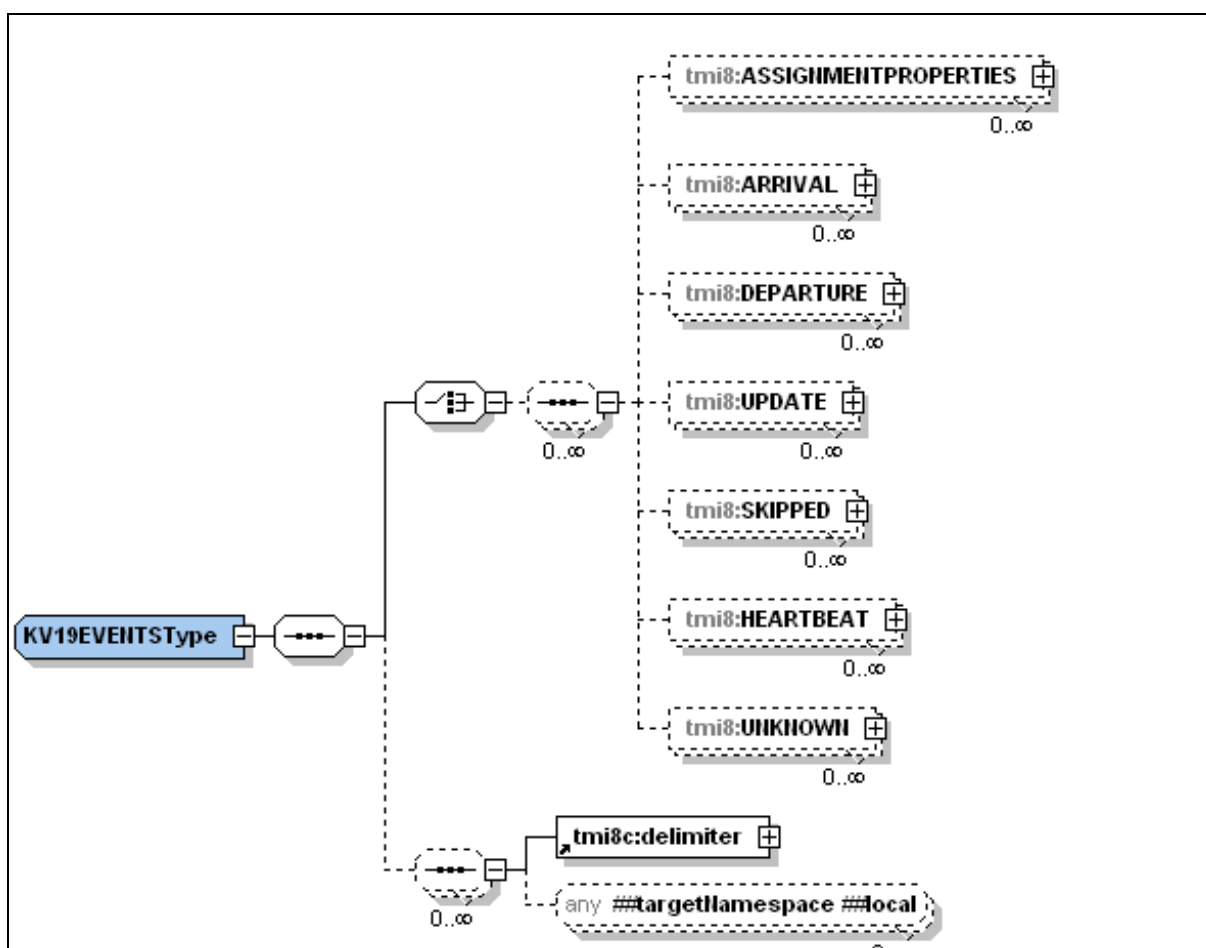 tmi8:ASSIGNMENTPROPERTIES
0..∞
tmi8:ARRIVAL
0..∞
tmi8:DEPARTURE
0..∞
tmi8:UPDATE
0..∞
0..∞
tmi8:SKIPPED
0..∞
KV19EVENTSType
tmi8:HEARTBEAT
0..∞
tmi8:UNKNOWN
0..∞
tmi8c:delimiter
0..∞
any ##targetNamespace ##local